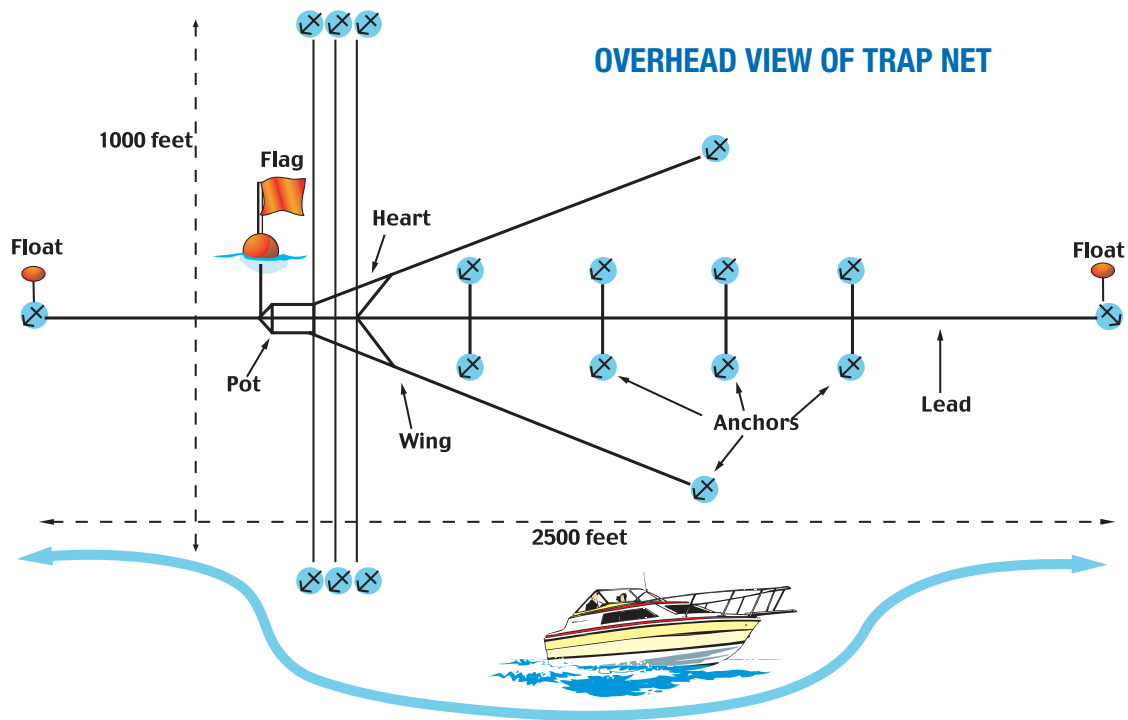 OVERHEAD VIEW OF TRAP NET
1000 feet
Flag
Heart
Float
Float
Pot
Wing
Anchors
Lead
2500 feet